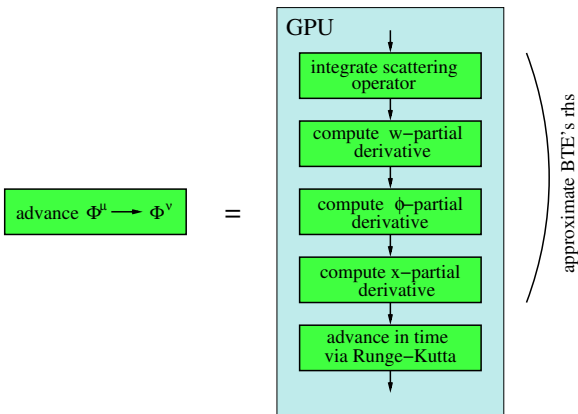 GPU
integrate scattering
operator
compute w−partial
derivative
compute ϕ−partial
derivative
compute x−partial
derivative
advance in time
via Runge−Kutta
advance Φ^μ ⟶ Φ^ν
=
approximate BTE's rhs